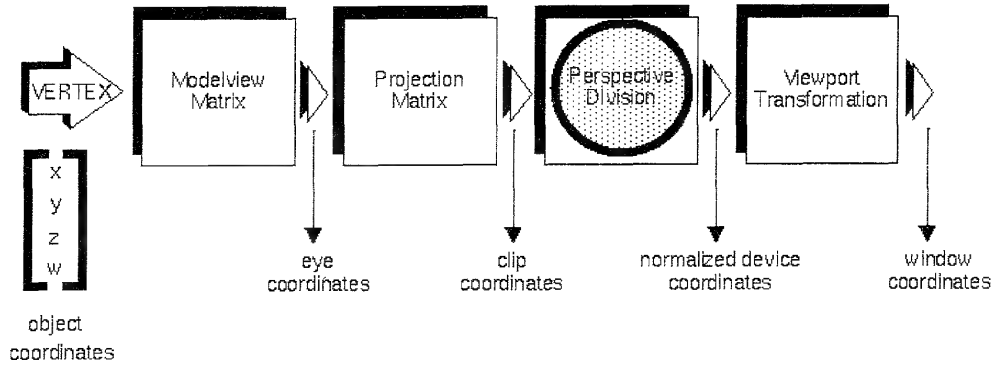 VERTEX
Modelview
Matrix
Projection
Matrix
Perspective
Division
Viewport
Transformation
x
y
z
w
object
coordinates
eye
coordinates
clip
coordinates
normalized device
coordinates
window
coordinates